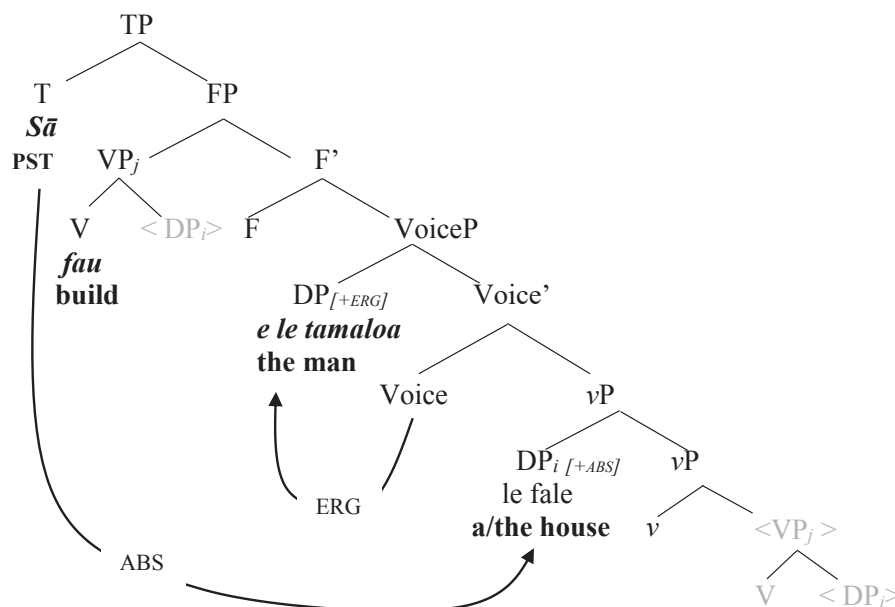 TP
T FP
Sā
PST VPj F’
V < DPi> F VoiceP
fau
build DP[+ERG] Voice’
e le tamaloa
the man
Voice vP
DPi [+ABS] vP
ERG le fale
a/the house v <VPj >
ABS
V < DPi>